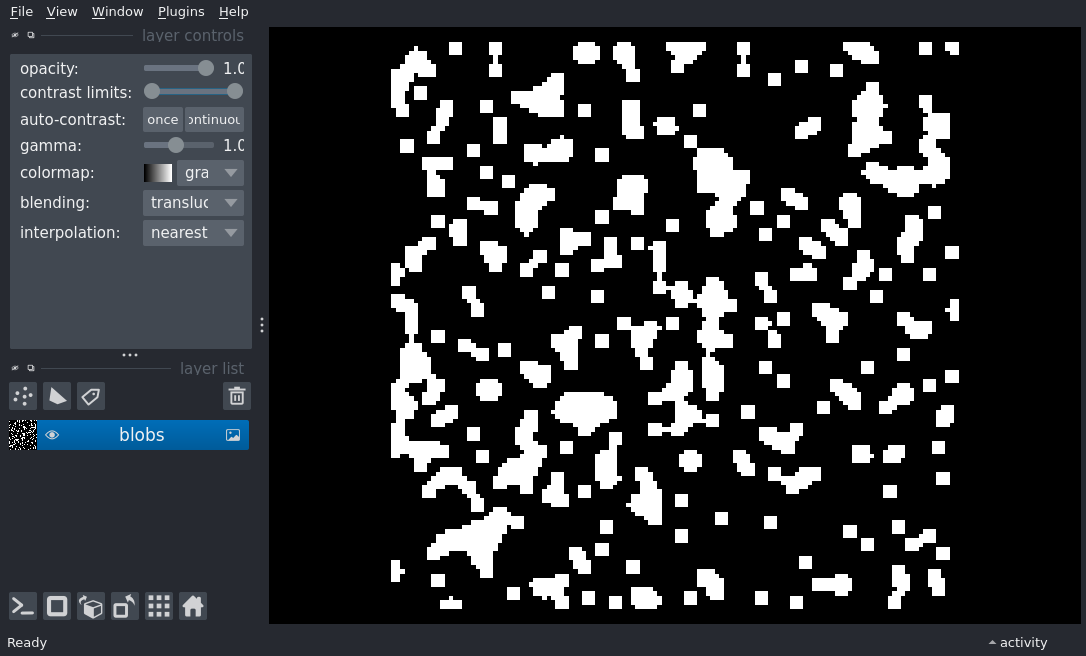 File View Window Plugins Help
layer controls
opacity: 1.0
contrast limits:
auto-contrast: once ontinuou
gamma: 1.0
colormap: gra
blending: transluc
interpolation: nearest
layer list
blobs
Ready
activity